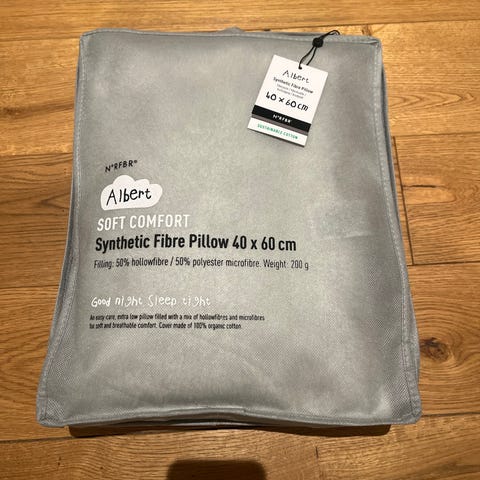 Albert
Synthetic Fibre Pillow
40 x 60 cm
N°RFBR°
SUSTAINABLE COTTON
N°RFBR°
Albert
SOFT COMFORT
Synthetic Fibre Pillow 40 x 60 cm
Filling: 50% hollowfibre / 50% polyester microfibre. Weight: 200 g
Good night Sleep tight
An easy care, extra low pillow filled with a mix of hollowfibres and microfibres
for soft and breathable comfort. Cover made of 100% organic cotton.